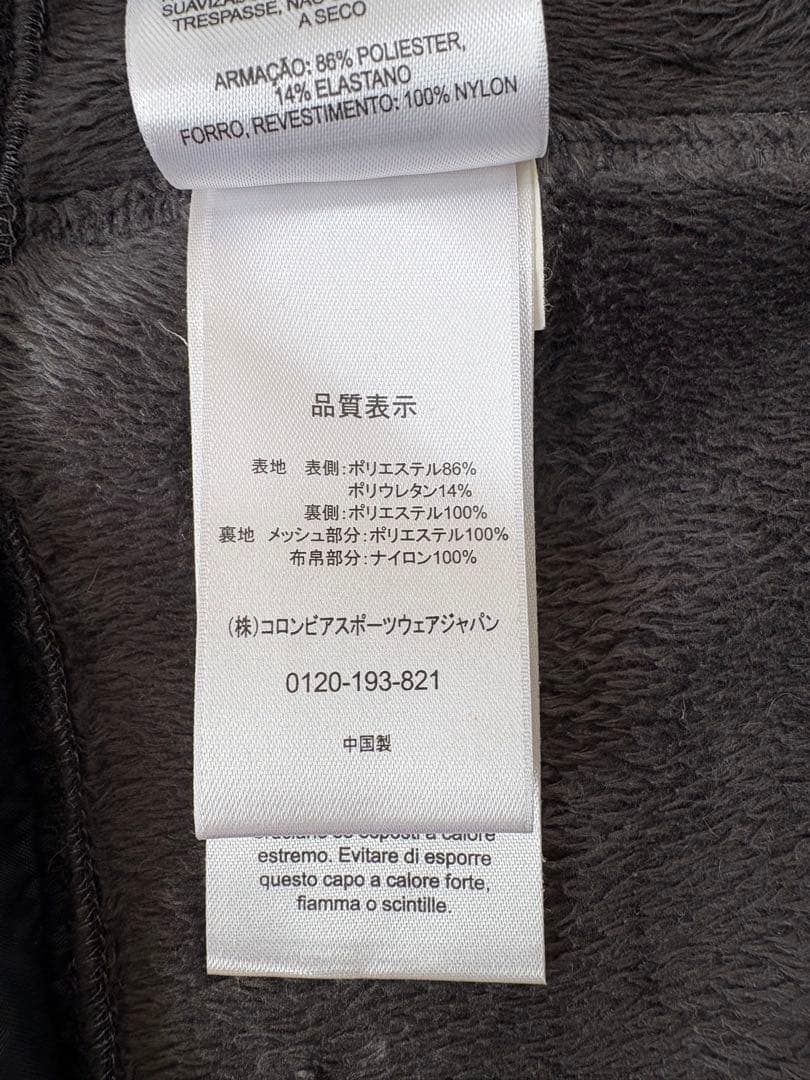 TRESPASSE,
A SECO
ARMAÇÃO: 86% POLIESTER,
14% ELASTANO
FORRO, REVESTIMENTO: 100% NYLON
品質表示
表地 表側:ポリエステル86%
ポリウレタン14%
裏側:ポリエステル100%
裏地 メッシュ部分:ポリエステル100%
布帛部分:ナイロン100%
(株)コロンビアスポーツウェアジャパン
0120-193-821
中国製
esposti a calore
estremo. Evitare di esporre
questo capo a calore forte,
fiamma o scintille.